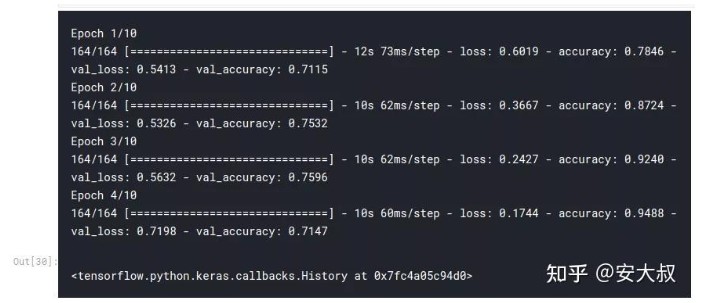 Epoch 1/10
164/164 [==============================] - 12s 73ms/step - loss: 0.6019 - accuracy: 0.7846 -
val_loss: 0.5413 - val_accuracy: 0.7115
Epoch 2/10
164/164 [==============================] - 10s 62ms/step - loss: 0.3667 - accuracy: 0.8724 -
val_loss: 0.5326 - val_accuracy: 0.7532
Epoch 3/10
164/164 [==============================] - 10s 62ms/step - loss: 0.2427 - accuracy: 0.9240 -
val_loss: 0.5632 - val_accuracy: 0.7596
Epoch 4/10
164/164 [==============================] - 10s 60ms/step - loss: 0.1744 - accuracy: 0.9488 -
val_loss: 0.7198 - val_accuracy: 0.7147
Out[30]:
<tensorflow.python.keras.callbacks.History at 0x7fc4a05c94d0>
知乎 @安大叔